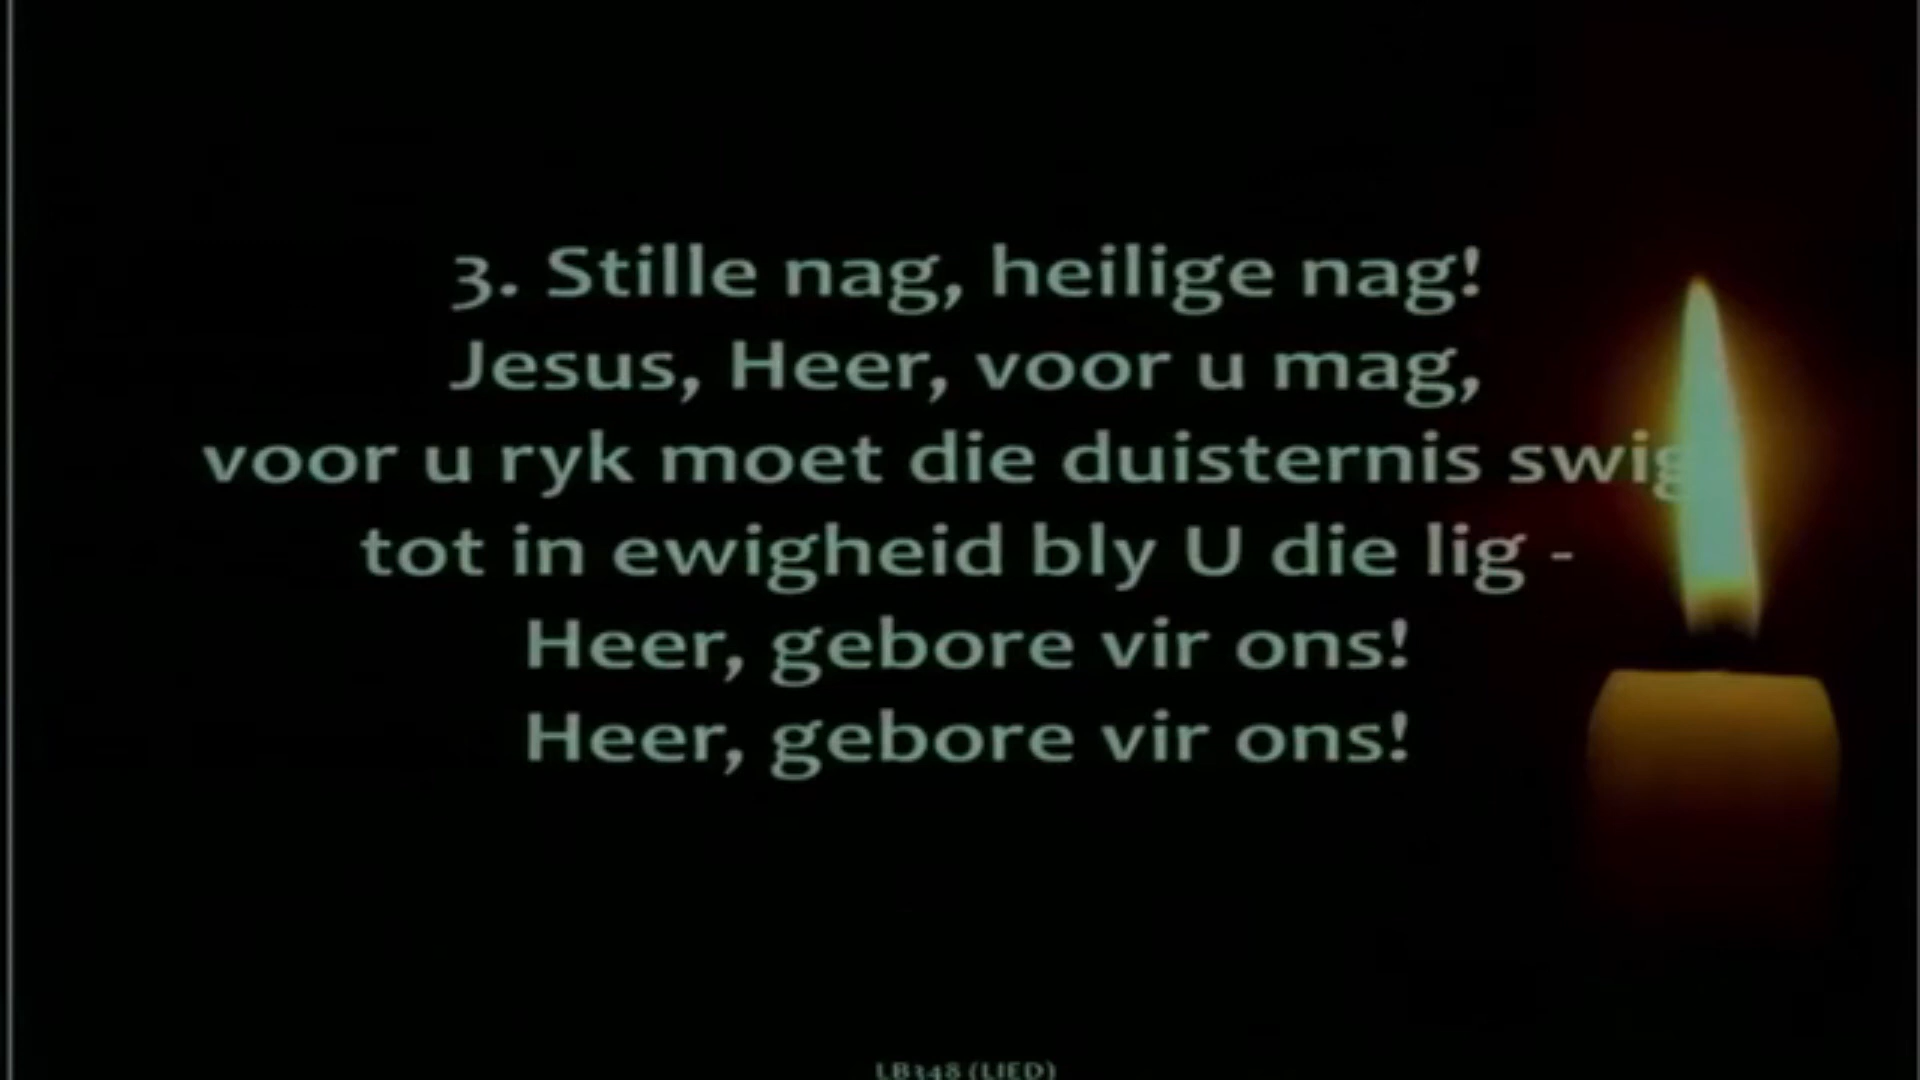 3. Stille nag, heilige nag!
Jesus, Heer, voor u mag,
voor u ryk moet die duisternis swig
tot in ewigheid bly U die lig -
Heer, gebore vir ons!
Heer, gebore vir ons!
LB348 (LIED)